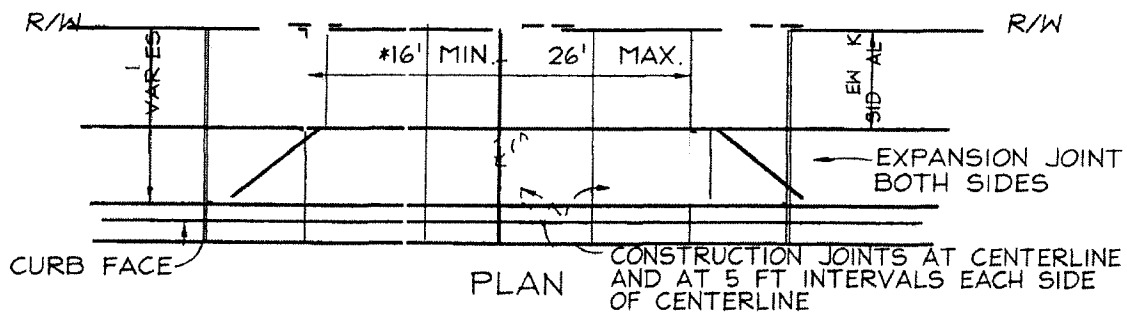 R/W
R/W
*16' MIN. 26' MAX.
EXPANSION JOINT
BOTH SIDES
CURB FACE
PLAN
CONSTRUCTION JOINTS AT CENTERLINE
AND AT 5 FT INTERVALS EACH SIDE
OF CENTERLINE